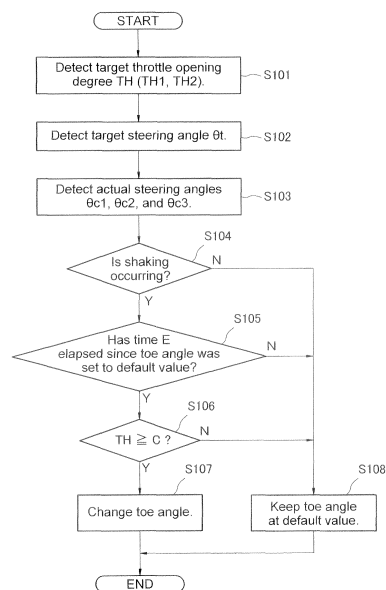 START
Detect target throttle opening
degree TH (TH1, TH2).
S101
Detect target steering angle θt.
S102
Detect actual steering angles
θc1, θc2, and θc3.
S103
S104
Is shaking
occurring?
N
Y
S105
Has time E
elapsed since toe angle was
set to default value?
N
Y
S106
TH ≧ C ?
N
Y
S107
Change toe angle.
S108
Keep toe angle
at default value.
END